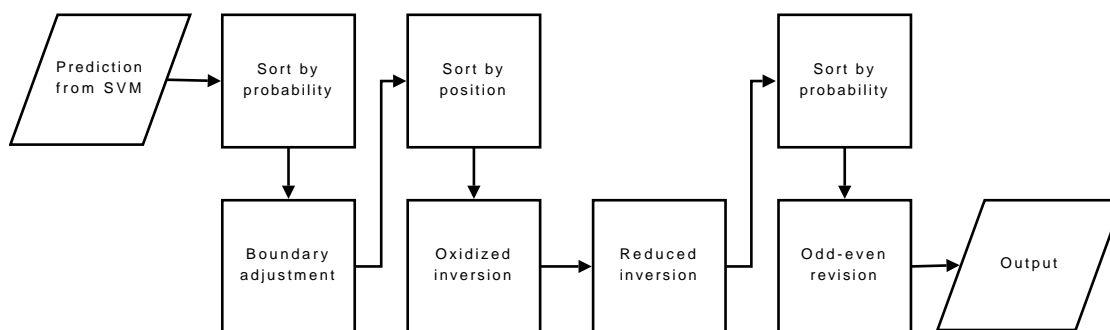 Prediction
from SVM
Sort by
probability
Boundary
adjustment
Sort by
position
Oxidized
inversion
Reduced
inversion
Sort by
probability
Odd-even
revision
Output